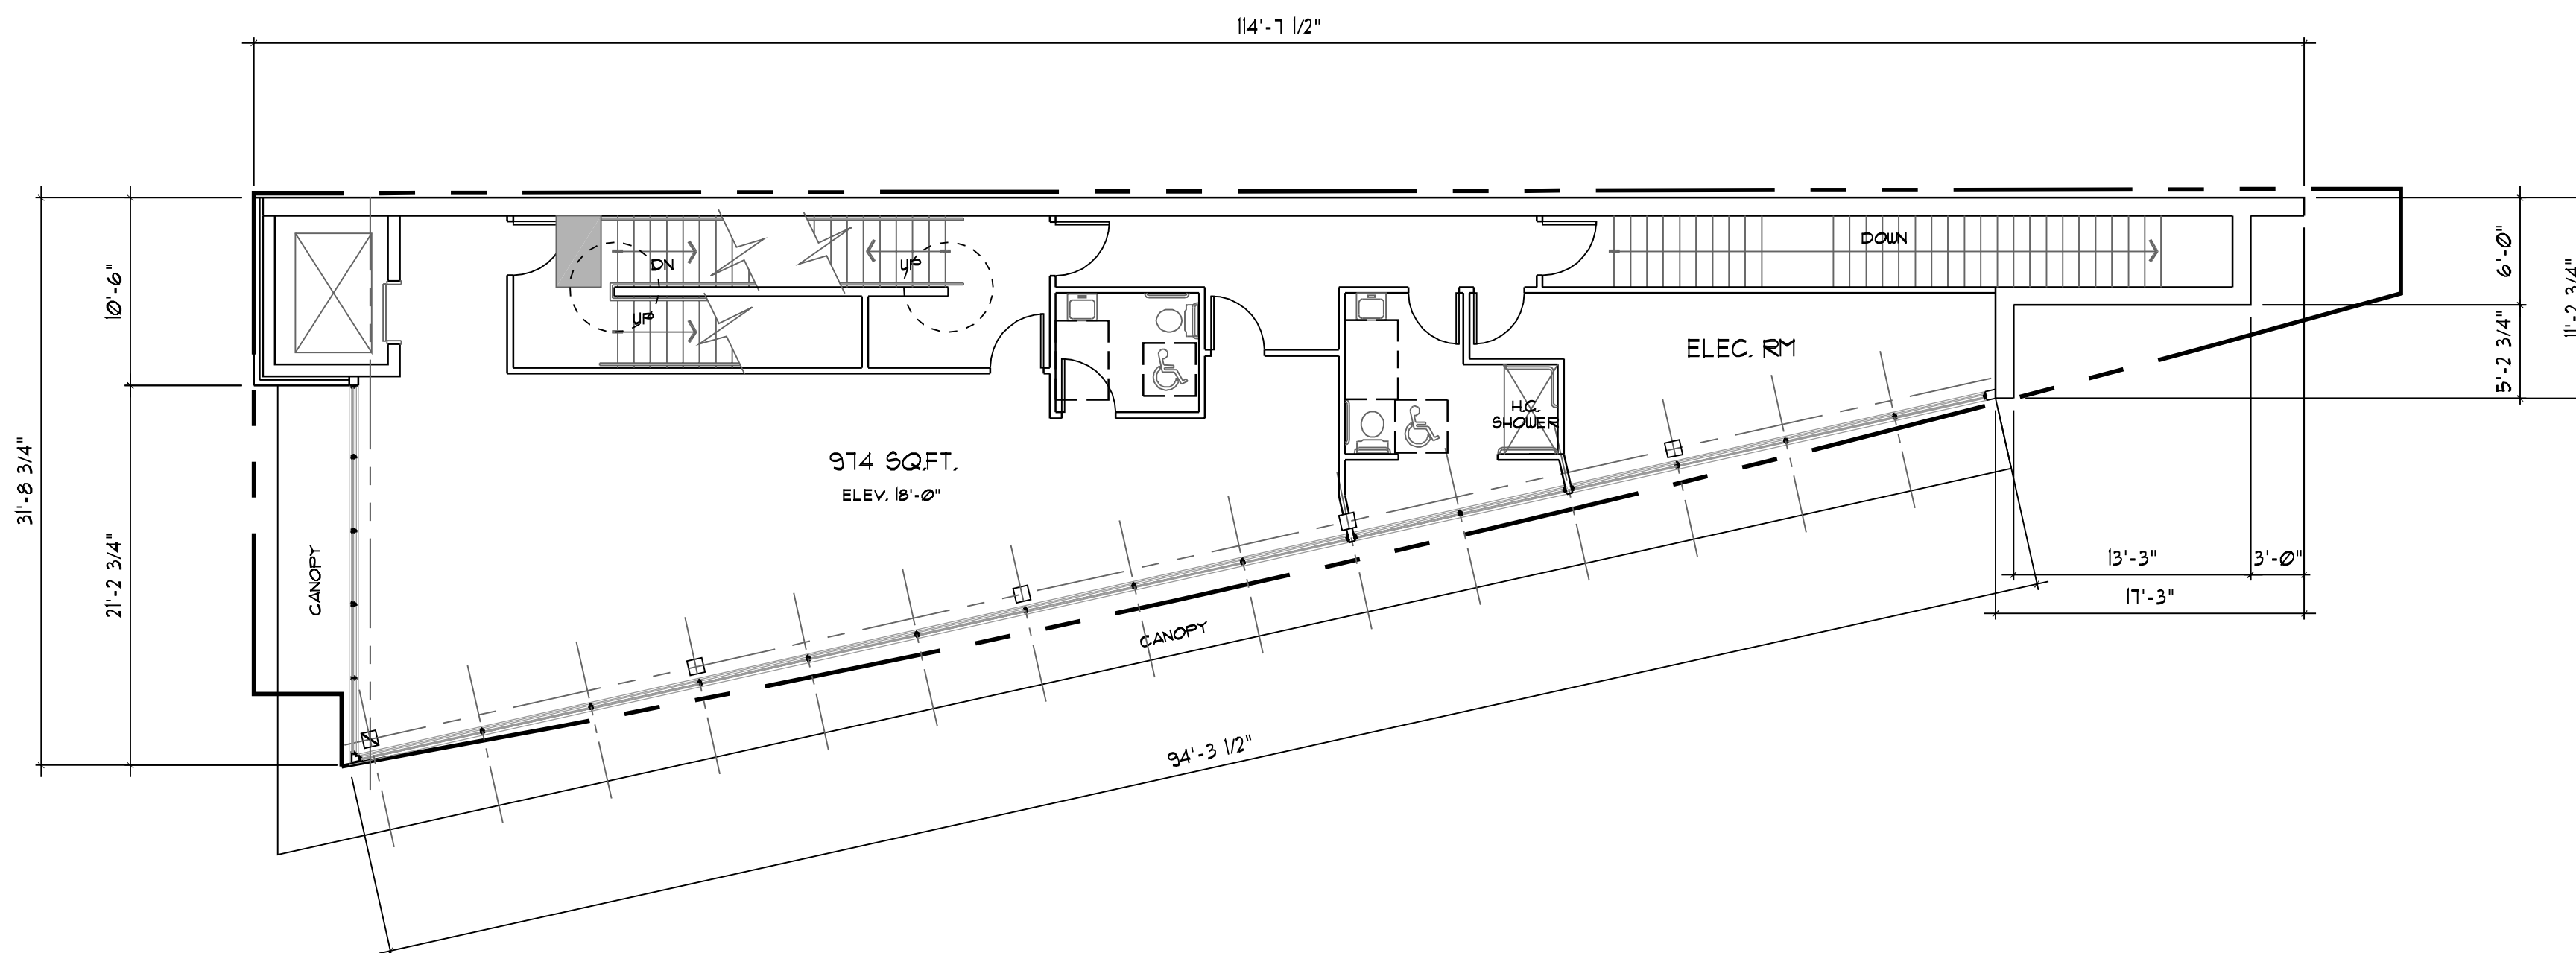 114'-7 1/2"
31'-8 3/4"
10'-6"
21'-2 3/4"
CANOPY
DN
UP
UP
974 SQ.FT.
ELEV. 18'-0"
H.C.
SHOWER
ELEC. RM
DOWN
CANOPY
94'-3 1/2"
13'-3"
3'-0"
17'-3"
6'-0"
5'-2 3/4"
11'-2 3/4"